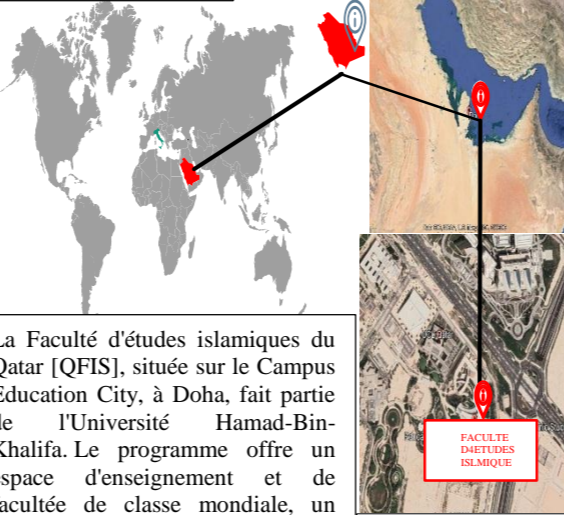 La Faculté d'études islamiques du
Qatar [QFIS], située sur le Campus
Education City, à Doha, fait partie
de l'Université Hamad-Bin-
Khalifa. Le programme offre un
espace d'enseignement et de
facultée de classe mondiale, un
FACULTE
D4ETUDES
ISLMIQUE